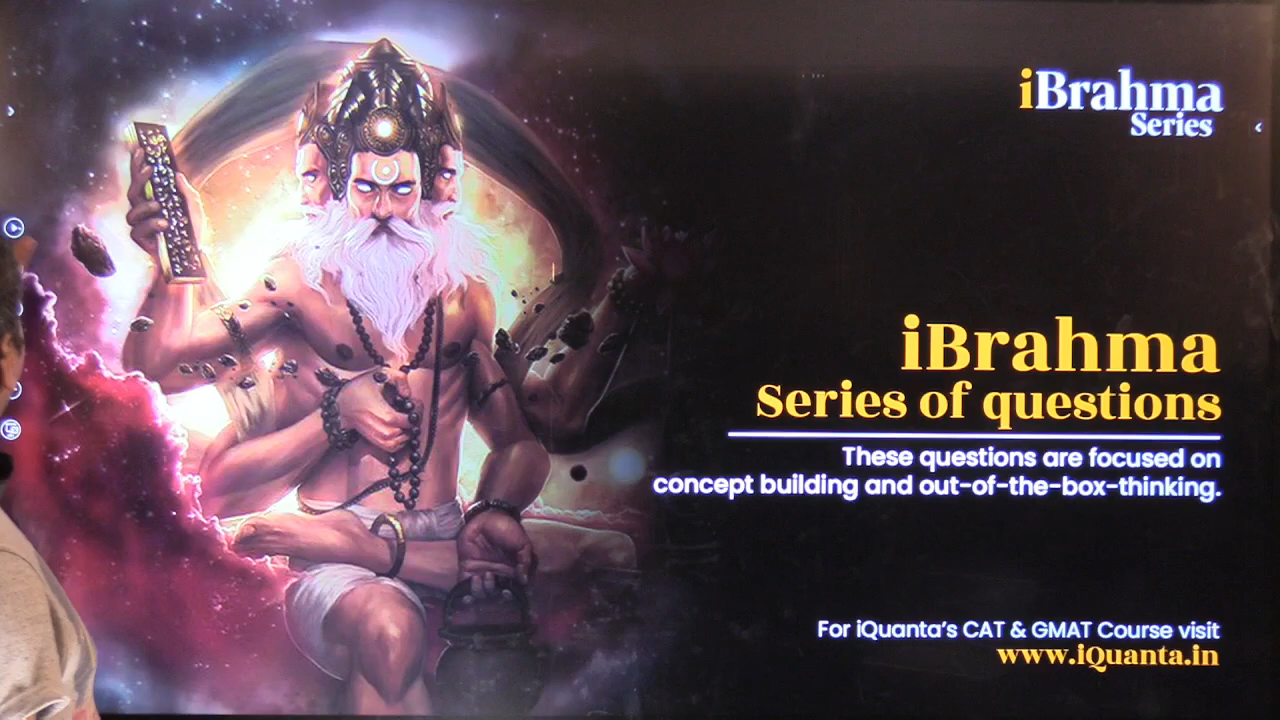 iBrahma
Series
iBrahma
Series of questions
These questions are focused on
concept building and out-of-the-box-thinking.
For iQuanta's CAT & GMAT Course visit
www.iQuanta.in